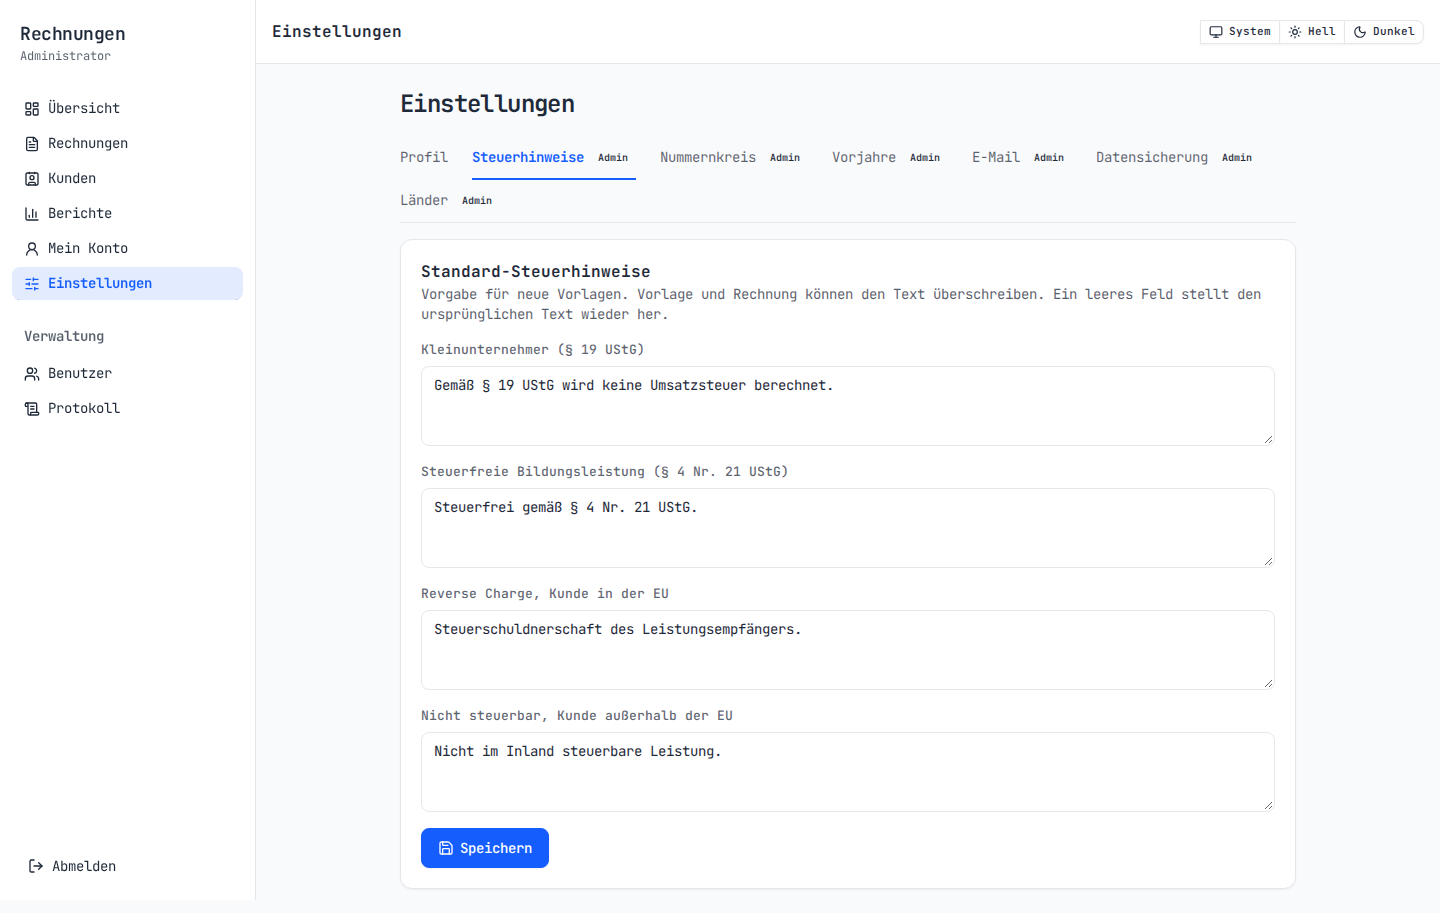 Rechnungen
Administrator
Übersicht
Rechnungen
Kunden
Berichte
Mein Konto
Einstellungen
Verwaltung
Benutzer
Protokoll
Abmelden
Einstellungen
System Hell Dunkel
Einstellungen
Profil Steuerhinweise Admin Nummernkreis Admin Vorjahre Admin E-Mail Admin Datensicherung Admin
Länder Admin
Standard-Steuerhinweise
Vorgabe für neue Vorlagen. Vorlage und Rechnung können den Text überschreiben. Ein leeres Feld stellt den
ursprünglichen Text wieder her.
Kleinunternehmer (§ 19 UStG)
Gemäß § 19 UStG wird keine Umsatzsteuer berechnet.
Steuerfreie Bildungsleistung (§ 4 Nr. 21 UStG)
Steuerfrei gemäß § 4 Nr. 21 UStG.
Reverse Charge, Kunde in der EU
Steuerschuldnerschaft des Leistungsempfängers.
Nicht steuerbar, Kunde außerhalb der EU
Nicht im Inland steuerbare Leistung.
Speichern